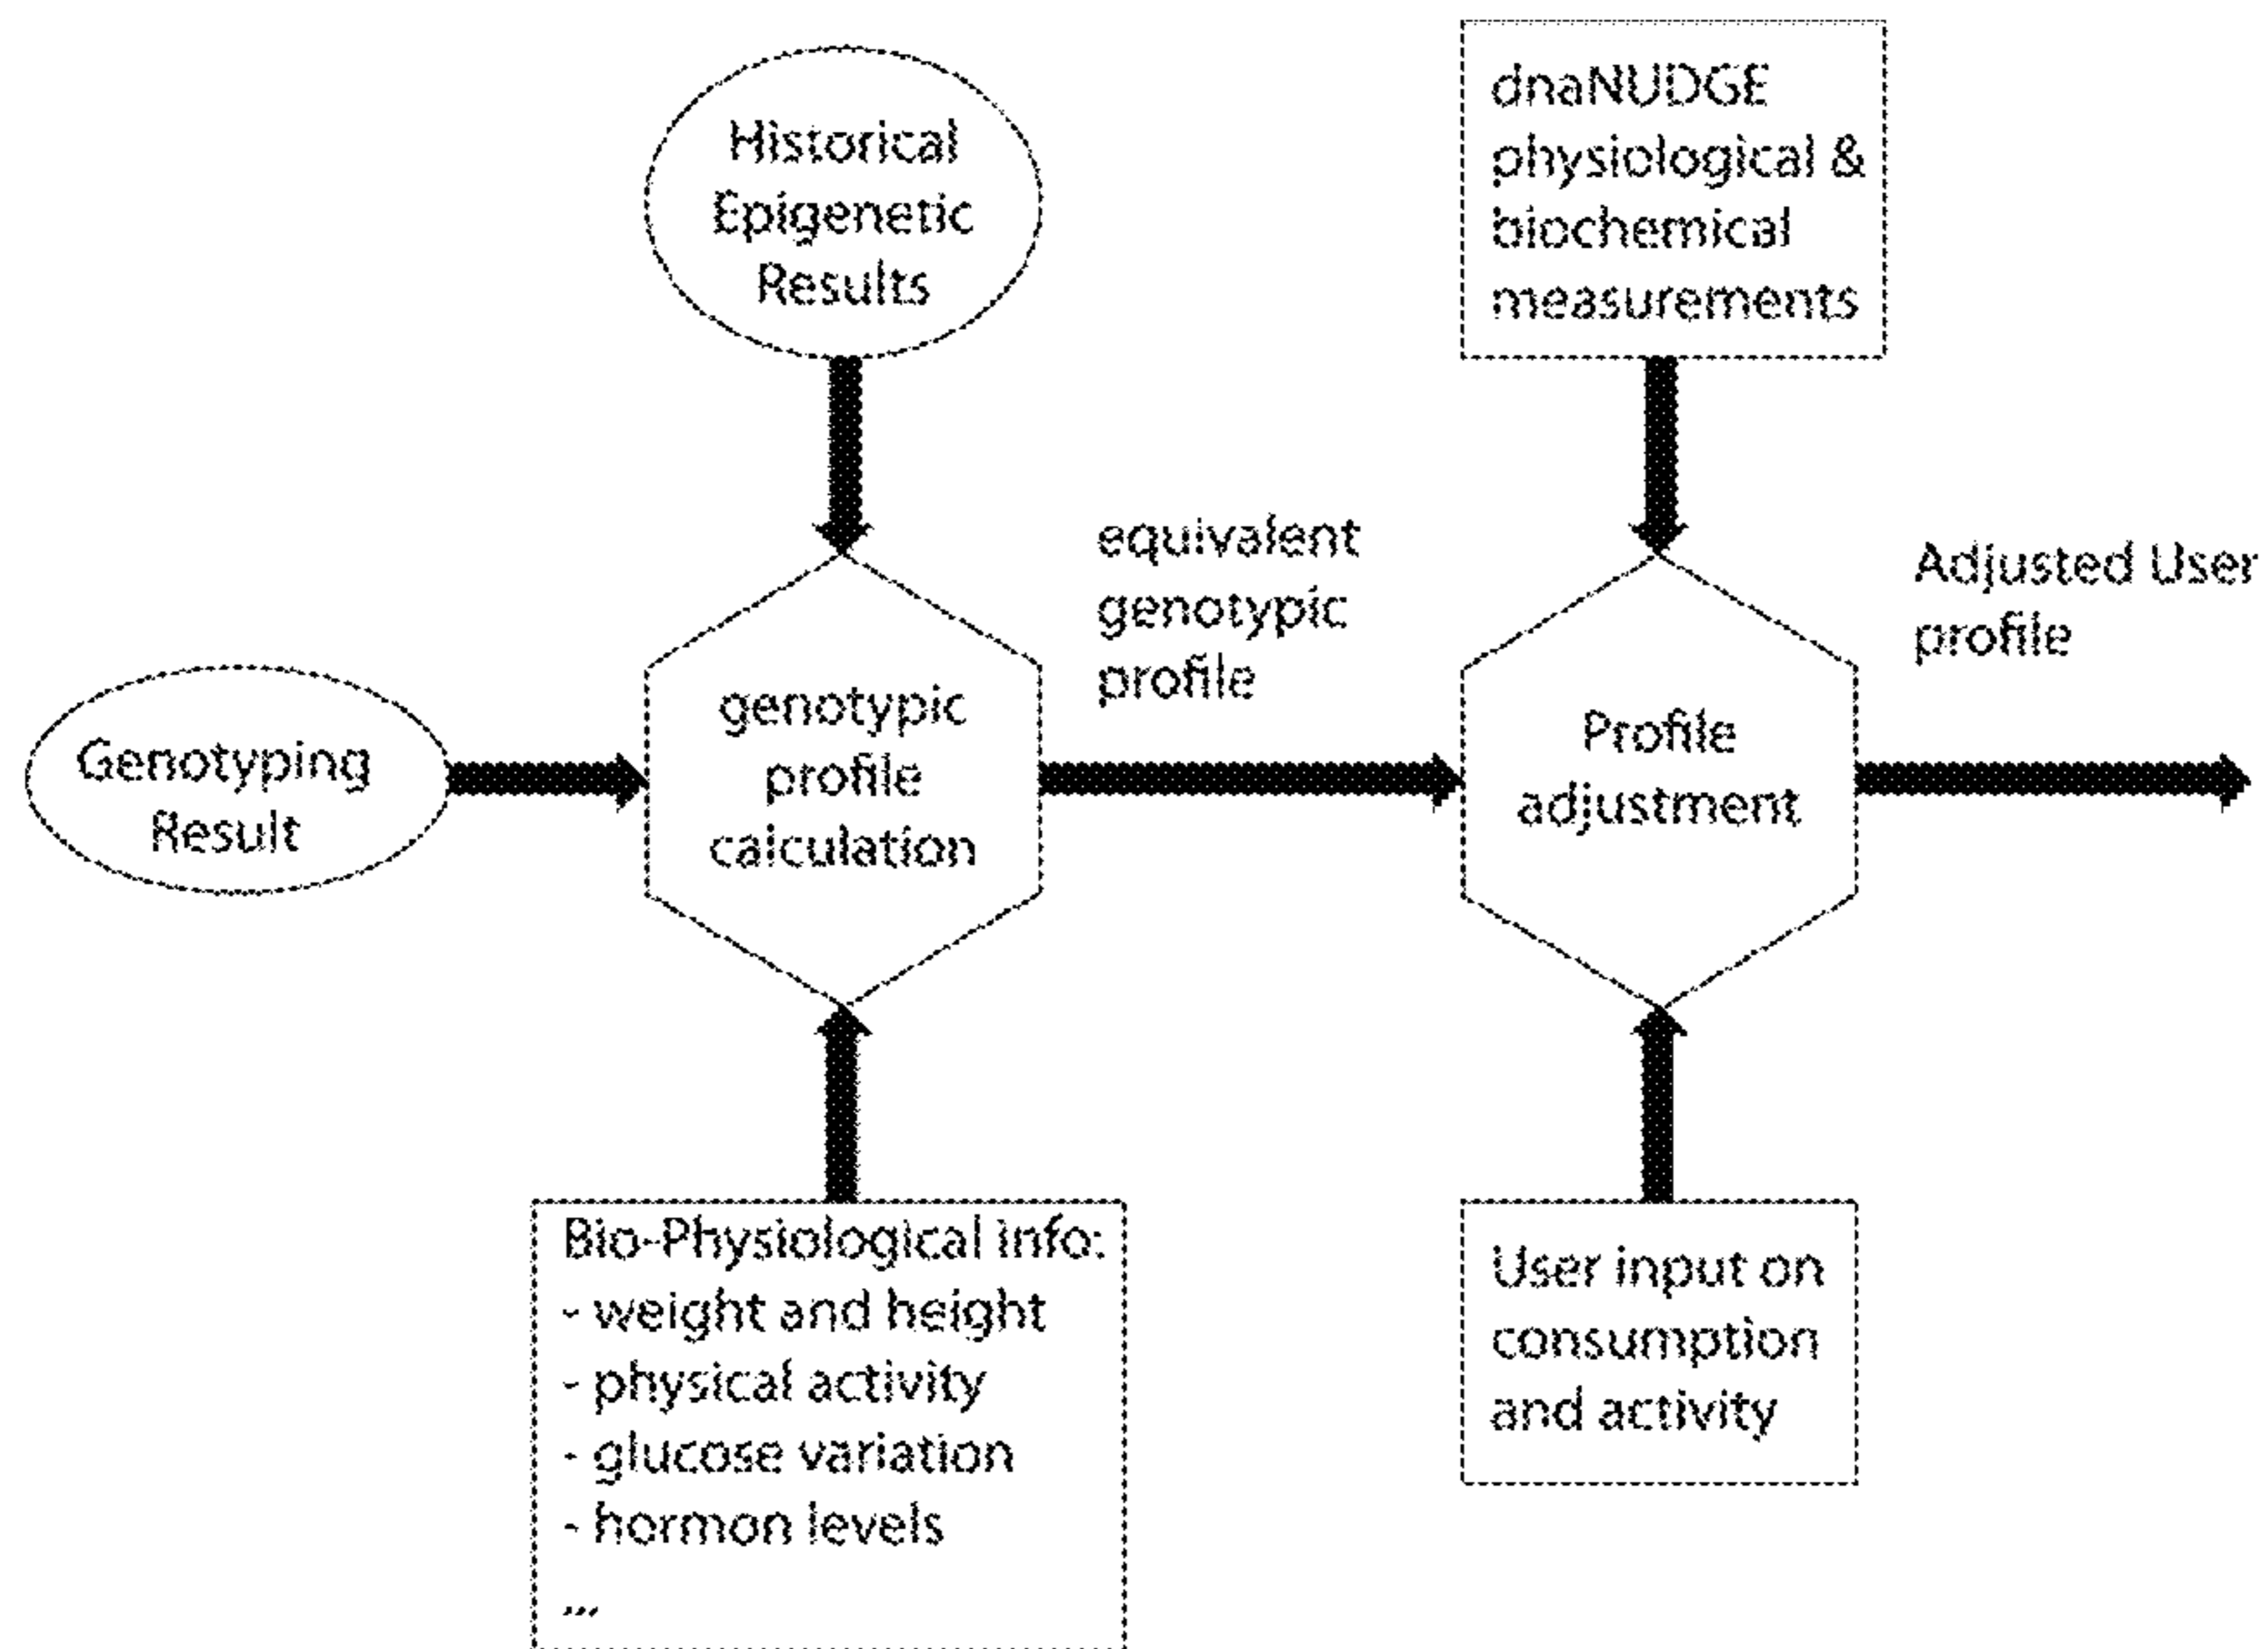 Historical
Epigenetic
Results
dnaNUDGE
physiological &
biochemical
measurements
equivalent
genotypic
profile
Adjusted User
profile
Genotyping
Result
genotypic
profile
calculation
Profile
adjustment
Bio-Physiological info:
- weight and height
- physical activity
- glucose variation
- hormon levels
...
User input on
consumption
and activity